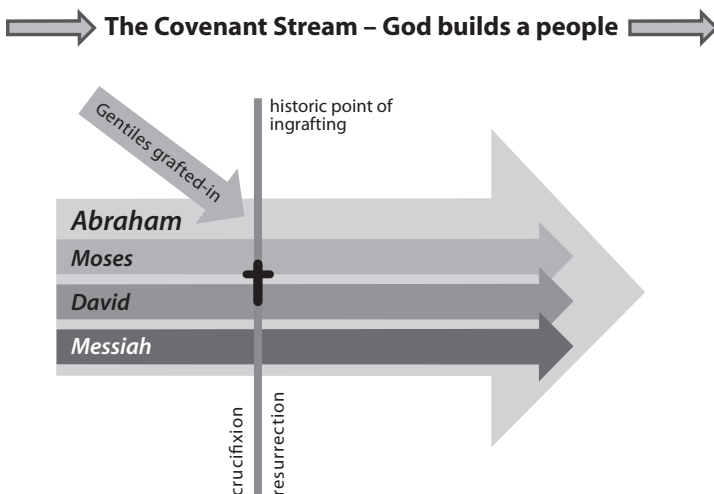 The Covenant Stream – God builds a people
historic point of
ingrafting
Gentiles grafted-in
Abraham
Moses
David
Messiah
crucifixion
resurrection